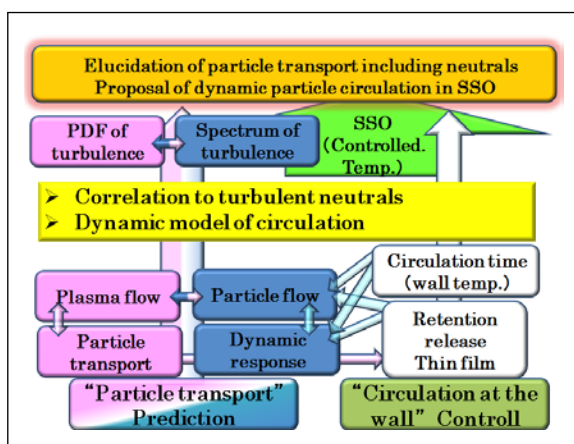 Elucidation of particle transport including neutrals
Proposal of dynamic particle circulation in SSO
PDF of
turbulence
Spectrum of
turbulence
SSO
(Controlled.
Temp.)
➢ Correlation to turbulent neutrals
➢ Dynamic model of circulation
Circulation time
(wall temp.)
Plasma flow
Particle flow
Retention
release
Thin film
Particle
transport
Dynamic
response
“Particle transport”
Prediction
“Circulation at the
wall” Controll